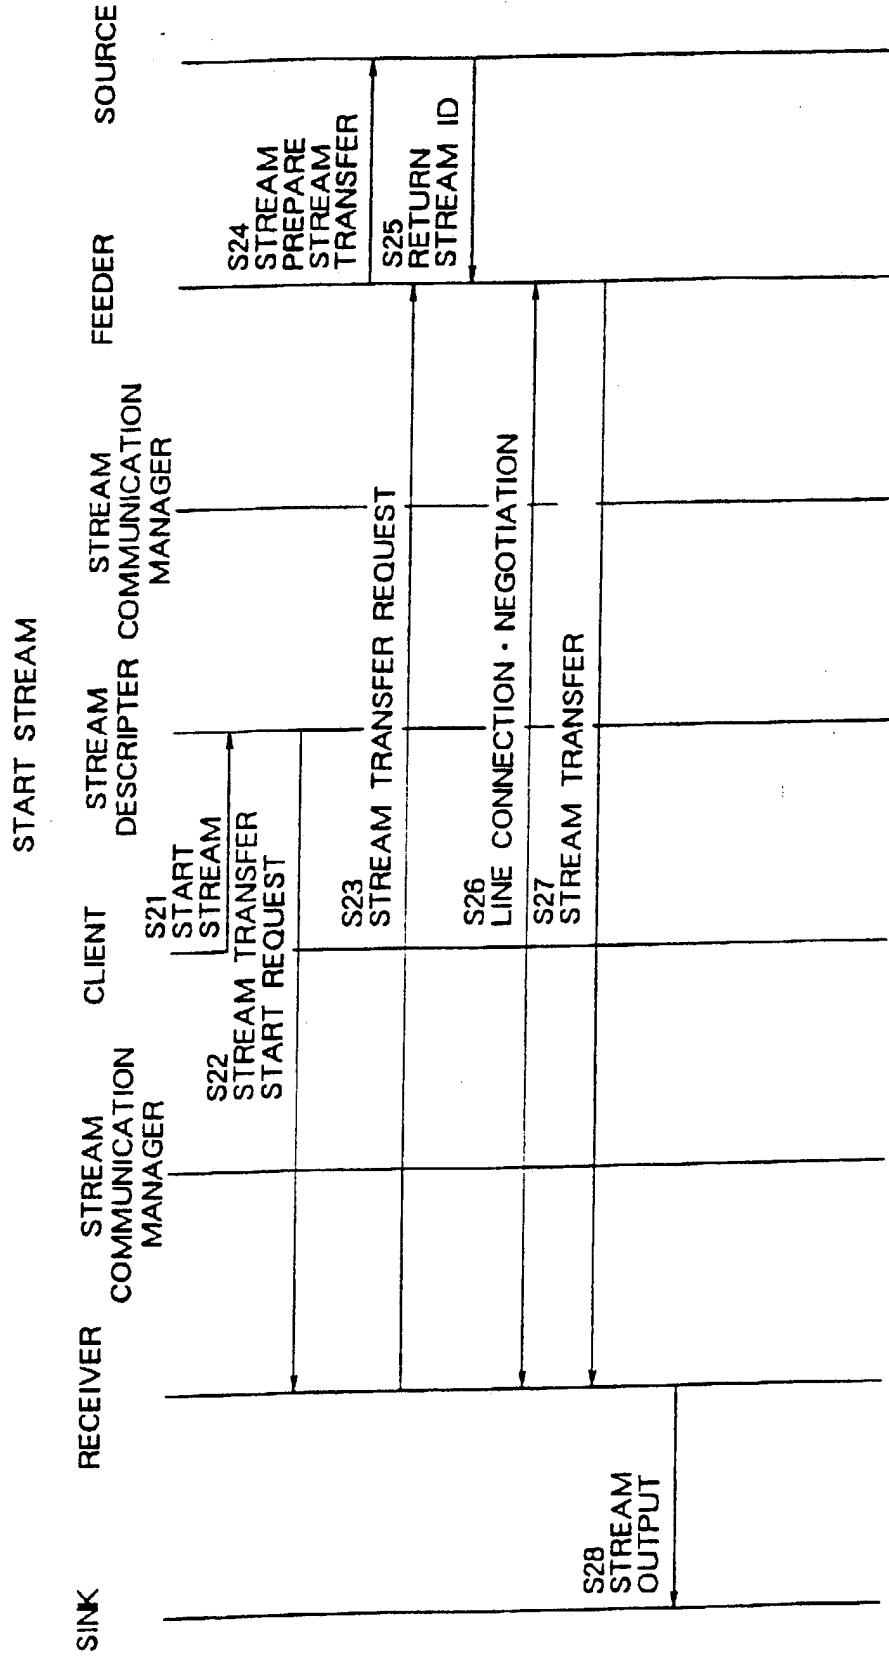 START STREAM
SINK
RECEIVER
STREAM
COMMUNICATION
MANAGER
CLIENT
STREAM
DESCRIPTER
STREAM
COMMUNICATION
MANAGER
FEEDER
SOURCE
S21
START
STREAM
S22
STREAM TRANSFER
START REQUEST
S23
STREAM TRANSFER REQUEST
S24
STREAM
PREPARE
STREAM
TRANSFER
S25
RETURN
STREAM ID
S26
LINE CONNECTION・NEGOTIATION
S27
STREAM TRANSFER
S28
STREAM
OUTPUT